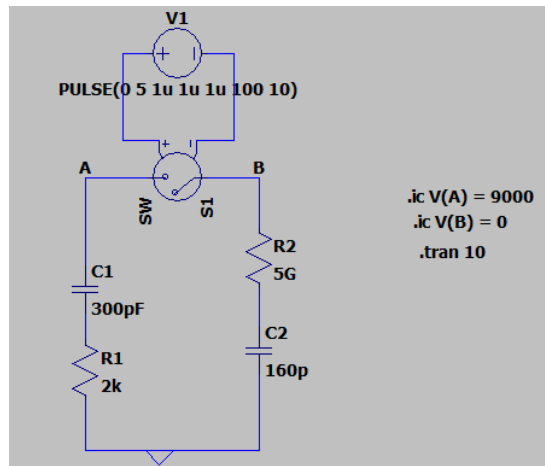 V1
PULSE(0 5 1u 1u 1u 100 10)
A
B
SW
S1
.ic V(A) = 9000
.ic V(B) = 0
.tran 10
R2
5G
C1
300pF
C2
160p
R1
2k